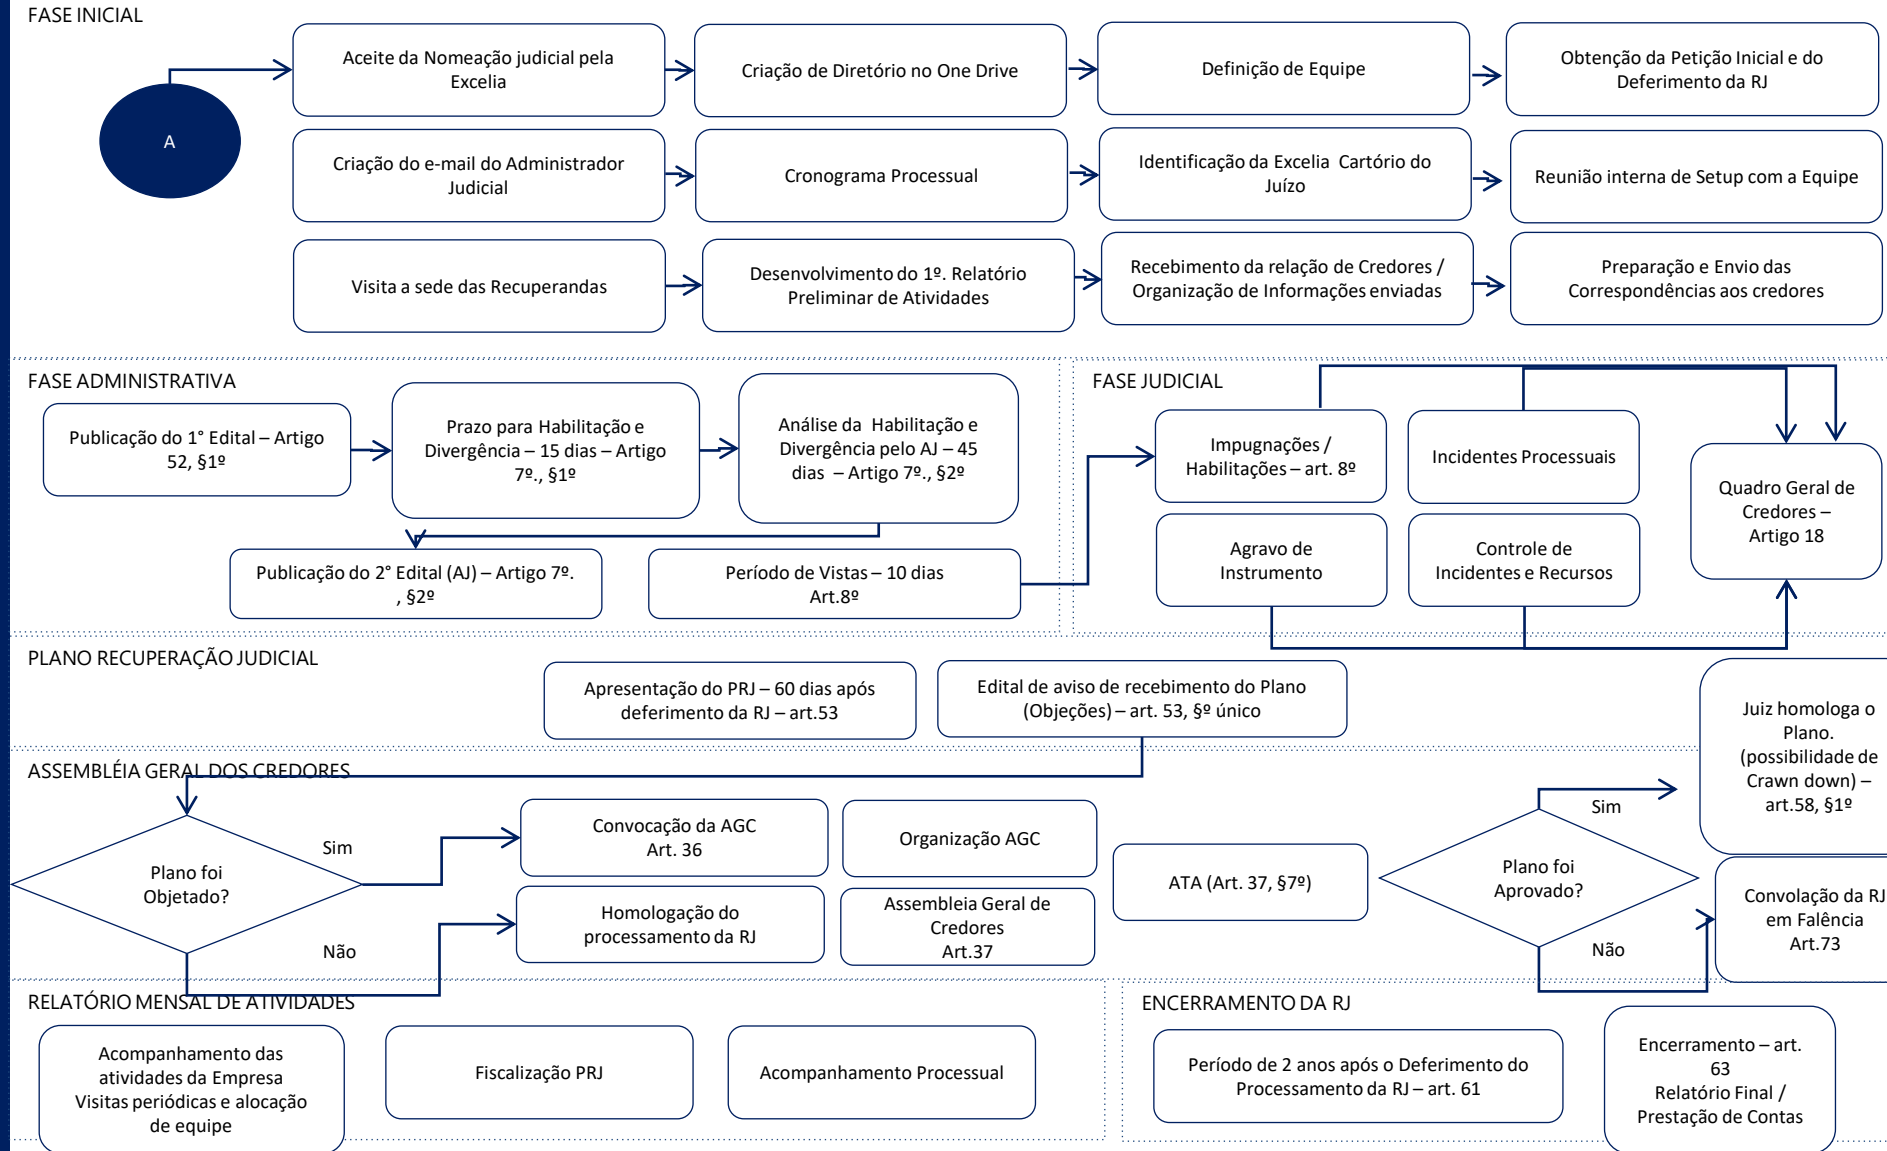 FASE INICIAL
A
Aceite da Nomeação judicial pela
Excelia
Criação de Diretório no One Drive
Definição de Equipe
Obtenção da Petição Inicial e do
Deferimento da RJ
Criação do e-mail do Administrador
Judicial
Cronograma Processual
Identificação da Excelia Cartório do
Juízo
Reunião interna de Setup com a Equipe
Visita a sede das Recuperandas
Desenvolvimento do 1º. Relatório
Preliminar de Atividades
Recebimento da relação de Credores /
Organização de Informações enviadas
Preparação e Envio das
Correspondências aos credores
FASE ADMINISTRATIVA
Publicação do 1° Edital – Artigo
52, §1º
Prazo para Habilitação e
Divergência – 15 dias – Artigo
7º., §1º
Análise da Habilitação e
Divergência pelo AJ – 45
dias – Artigo 7º., §2º
Publicação do 2° Edital (AJ) – Artigo 7º.
, §2º
Período de Vistas – 10 dias
Art.8º
FASE JUDICIAL
Impugnações /
Habilitações – art. 8º
Incidentes Processuais
Agravo de
Instrumento
Controle de
Incidentes e Recursos
Quadro Geral de
Credores –
Artigo 18
PLANO RECUPERAÇÃO JUDICIAL
Apresentação do PRJ – 60 dias após
deferimento da RJ – art.53
Edital de aviso de recebimento do Plano
(Objeções) – art. 53, §º único
Juiz homologa o
Plano.
(possibilidade de
Crawn down) –
art.58, §1º
ASSEMBLÉIA GERAL DOS CREDORES
Plano foi
Objetado?
Sim
Não
Convocação da AGC
Art. 36
Organização AGC
Homologação do
processamento da RJ
Assembleia Geral de
Credores
Art.37
ATA (Art. 37, §7º)
Plano foi
Aprovado?
Sim
Não
Convolação da RJ
em Falência
Art.73
RELATÓRIO MENSAL DE ATIVIDADES
Acompanhamento das
atividades da Empresa
Visitas periódicas e alocação
de equipe
Fiscalização PRJ
Acompanhamento Processual
ENCERRAMENTO DA RJ
Período de 2 anos após o Deferimento do
Processamento da RJ – art. 61
Encerramento – art.
63
Relatório Final /
Prestação de Contas